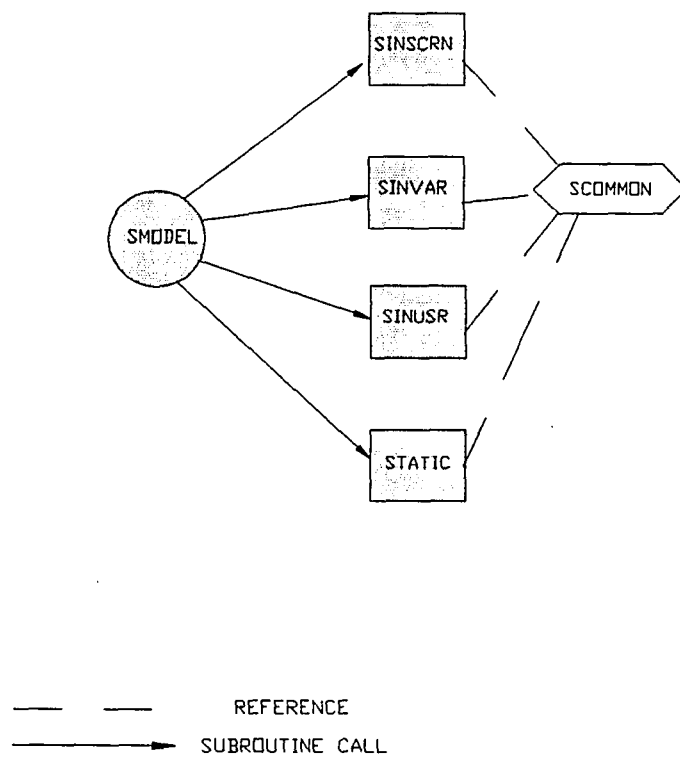 SINSCRN
SINVAR
SCOMMON
SMODEL
SINUSR
STATIC
REFERENCE
SUBROUTINE CALL